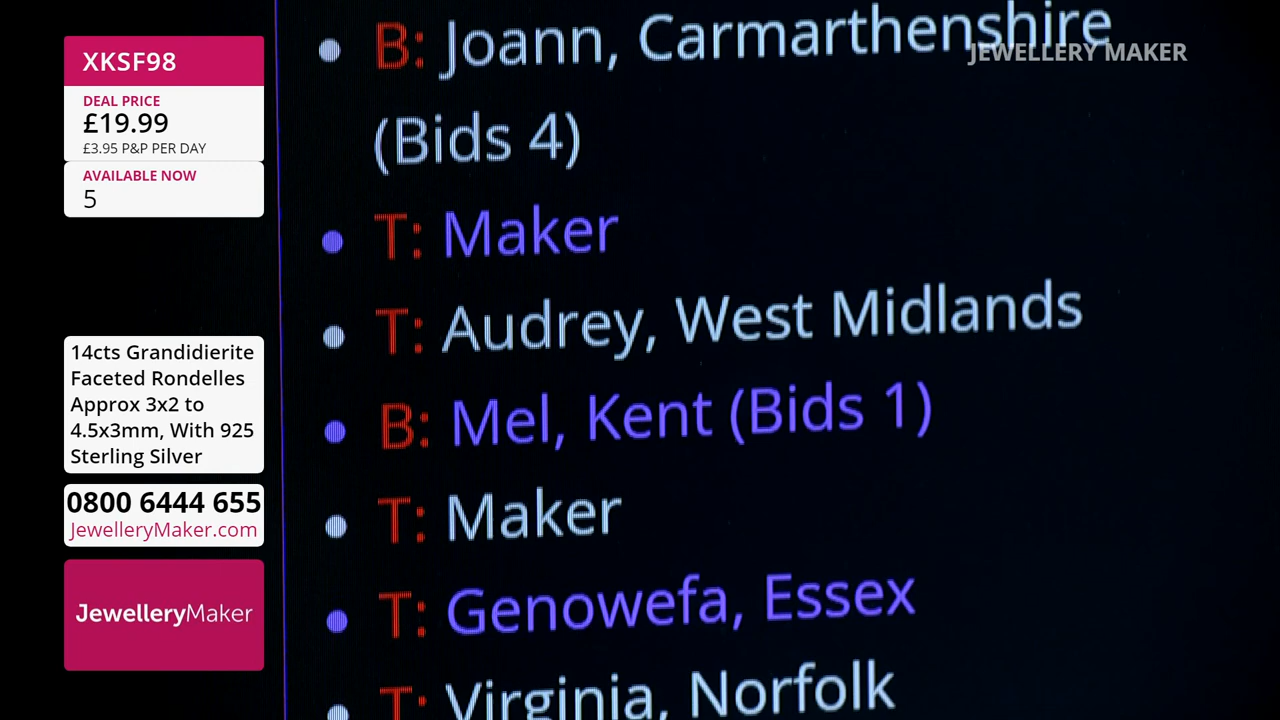 XKSF98
DEAL PRICE
£19.99
£3.95 P&P PER DAY
AVAILABLE NOW
5
14cts Grandidierite
Faceted Rondelles
Approx 3x2 to
4.5x3mm, With 925
Sterling Silver
0800 6444 655
JewelleryMaker.com
JewelleryMaker
JEWELLERY MAKER
B: Joann, Carmarthenshire
(Bids 4)
T: Maker
T: Audrey, West Midlands
B: Mel, Kent (Bids 1)
T: Maker
T: Genowefa, Essex
T: Virginia, Norfolk